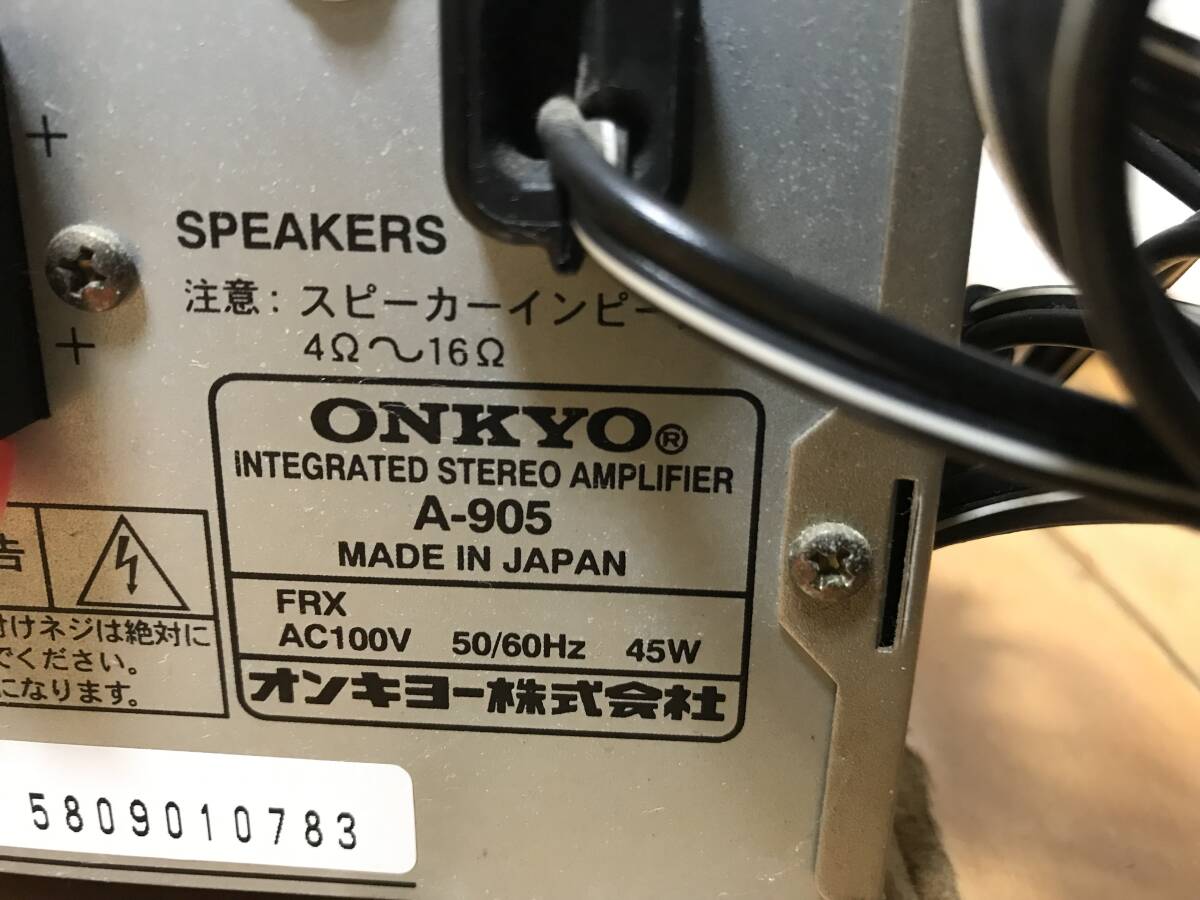 +
SPEAKERS
注意: スピーカーインピー
+
4Ω～16Ω
ONKYO®
INTEGRATED STEREO AMPLIFIER
A-905
MADE IN JAPAN
FRX
AC100V 50/60Hz 45W
オンキヨー株式会社
告
付けネジは絶対に
でください。
になります。
5809010783